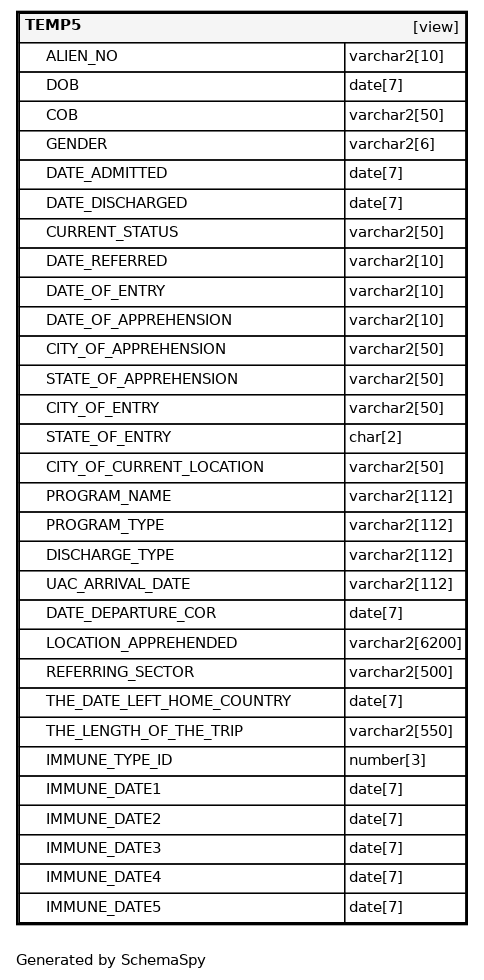 TEMP5 [view]
ALIEN_NO varchar2[10]
DOB date[7]
COB varchar2[50]
GENDER varchar2[6]
DATE_ADMITTED date[7]
DATE_DISCHARGED date[7]
CURRENT_STATUS varchar2[50]
DATE_REFERRED varchar2[10]
DATE_OF_ENTRY varchar2[10]
DATE_OF_APPREHENSION varchar2[10]
CITY_OF_APPREHENSION varchar2[50]
STATE_OF_APPREHENSION varchar2[50]
CITY_OF_ENTRY varchar2[50]
STATE_OF_ENTRY char[2]
CITY_OF_CURRENT_LOCATION varchar2[50]
PROGRAM_NAME varchar2[112]
PROGRAM_TYPE varchar2[112]
DISCHARGE_TYPE varchar2[112]
UAC_ARRIVAL_DATE varchar2[112]
DATE_DEPARTURE_COR date[7]
LOCATION_APPREHENDED varchar2[6200]
REFERRING_SECTOR varchar2[500]
THE_DATE_LEFT_HOME_COUNTRY date[7]
THE_LENGTH_OF_THE_TRIP varchar2[550]
IMMUNE_TYPE_ID number[3]
IMMUNE_DATE1 date[7]
IMMUNE_DATE2 date[7]
IMMUNE_DATE3 date[7]
IMMUNE_DATE4 date[7]
IMMUNE_DATE5 date[7]
Generated by SchemaSpy